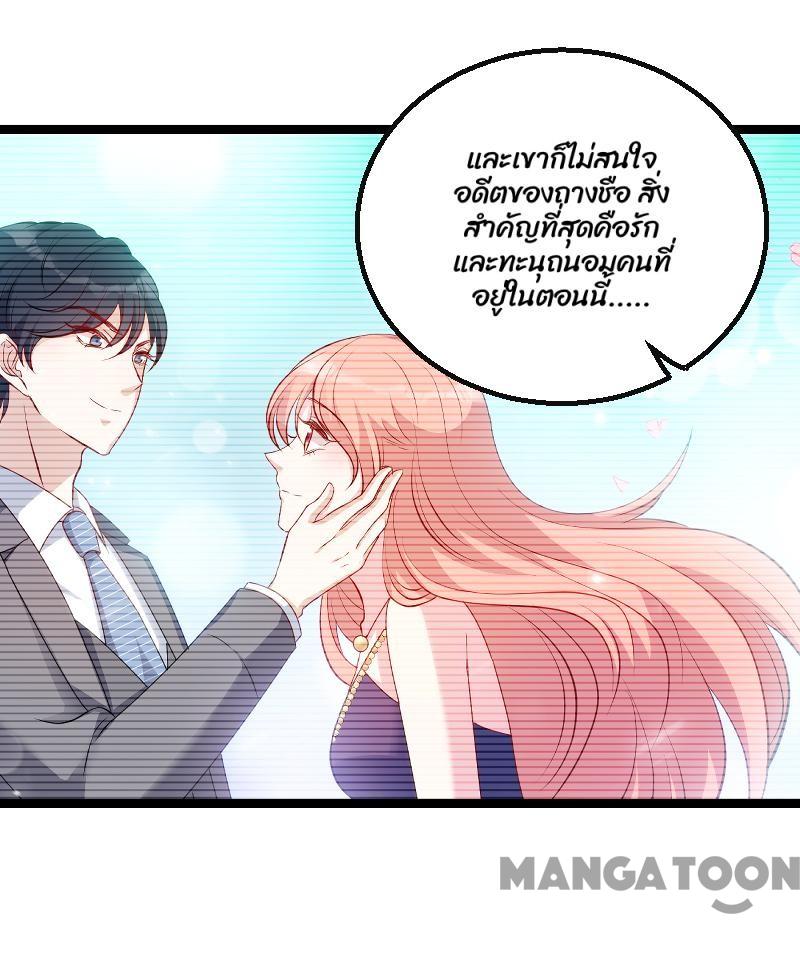 และเขาก็ไม่สนใจ
อดีตของถางซือ สิ่ง
สำคัญที่สุดคือรัก
และทะนุถนอมคนที่
อยู่ในตอนนี้.....
MANGATOON